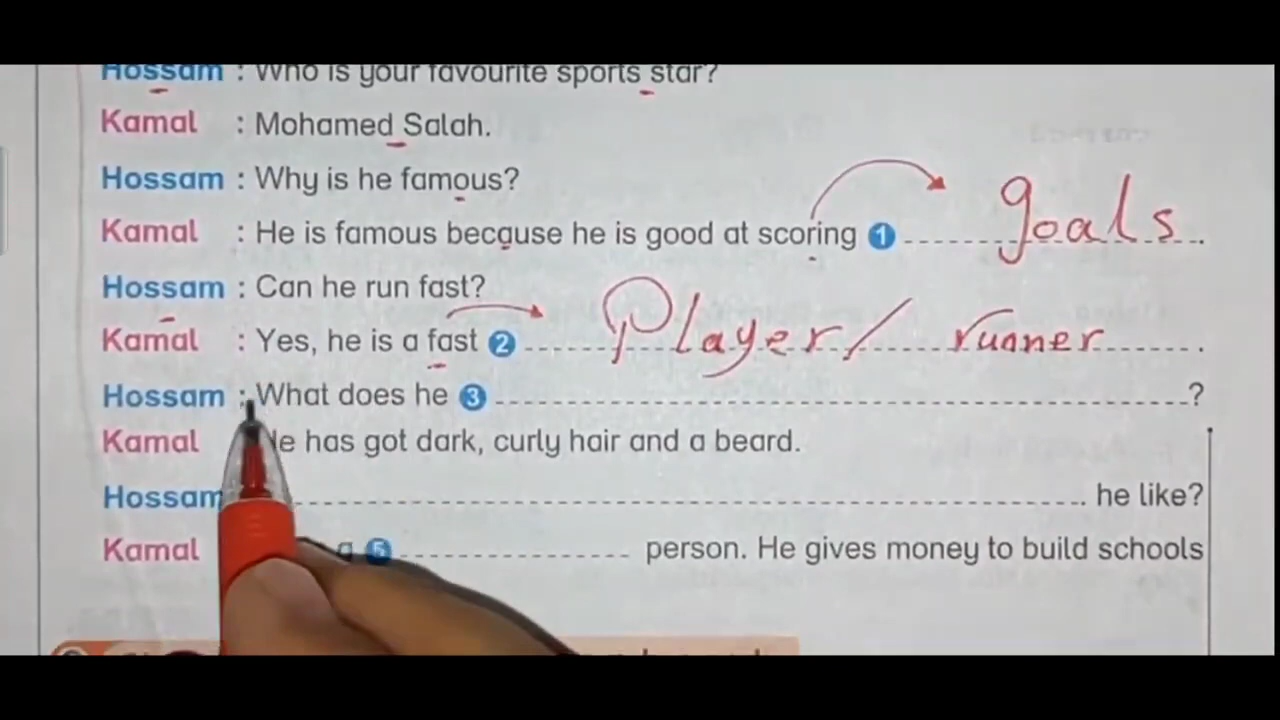 Hossam : Who is your favourite sports star?
Kamal : Mohamed Salah.
Hossam : Why is he famous?
Kamal : He is famous because he is good at scoring 1 goals.
Hossam : Can he run fast?
Kamal : Yes, he is a fast 2 Player/ runner.
Hossam : What does he 3 ?
Kamal He has got dark, curly hair and a beard.
Hossam he like?
Kamal a 5 person. He gives money to build schools